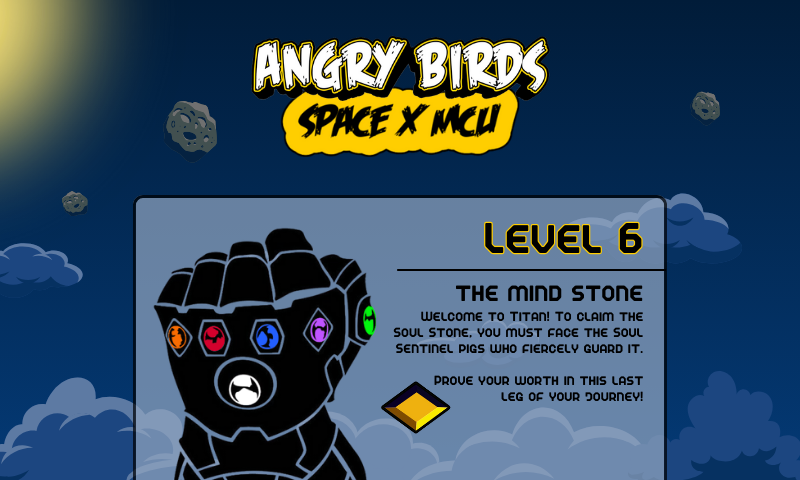 ANGRY BIRDS
SPACE X MCU
LEVEL 6
THE MIND STONE
WELCOME TO TITAN! TO CLAIM THE
SOUL STONE, YOU MUST FACE THE SOUL
SENTINEL PIGS WHO FIERCELY GUARD IT.
PROVE YOUR WORTH IN THIS LAST
LEG OF YOUR JOURNEY!